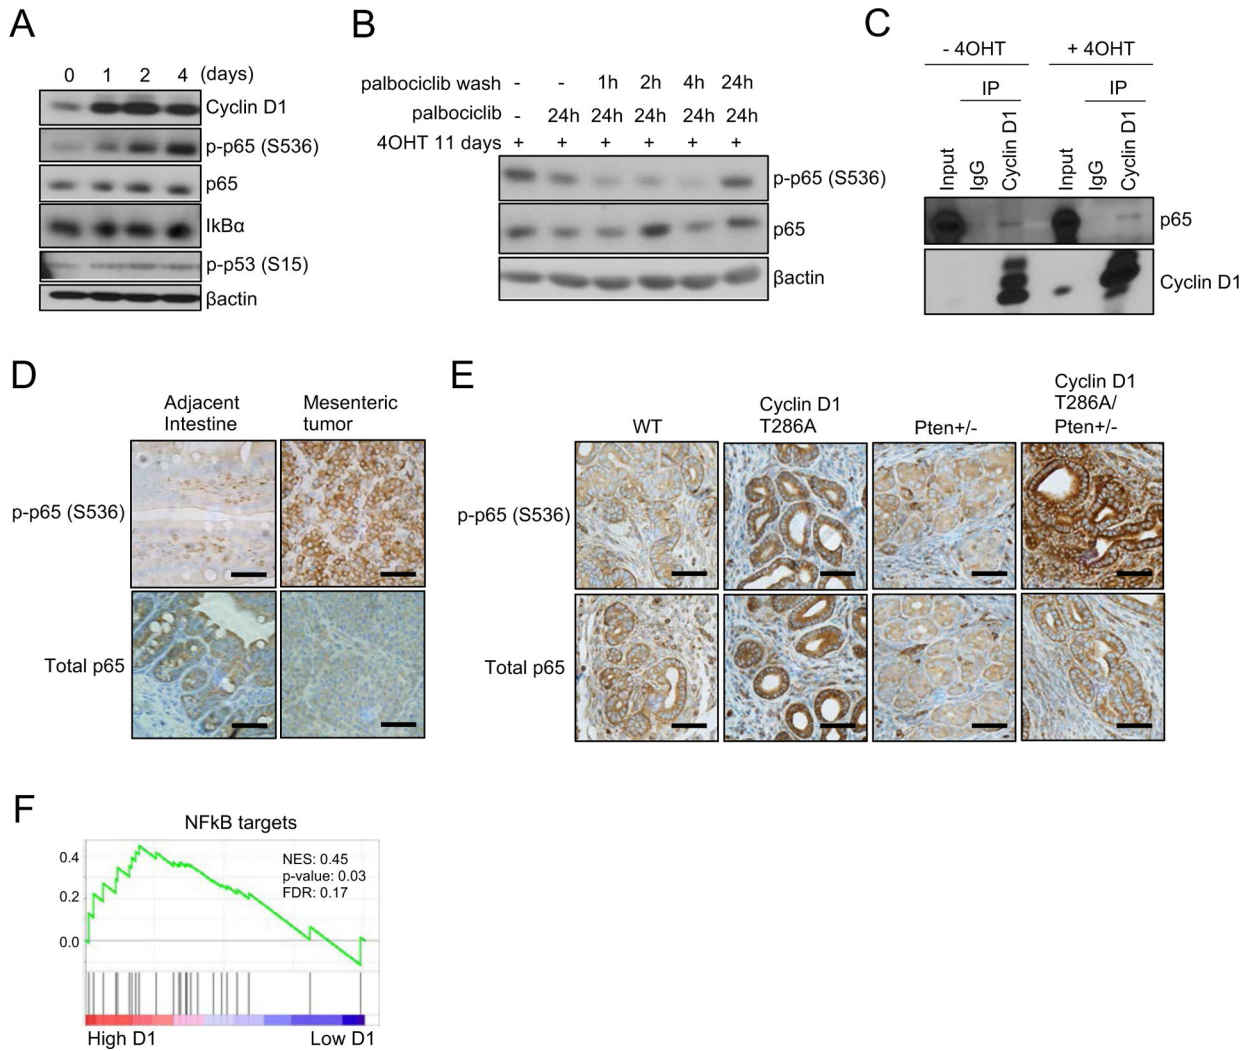 A
0 1 2 4 (days)
Cyclin D1
p-p65 (S536)
p65
IkBα
p-p53 (S15)
βactin
B
palbociclib wash - - 1h 2h 4h 24h
palbociclib - 24h 24h 24h 24h 24h
4OHT 11 days + + + + + +
p-p65 (S536)
p65
βactin
C
- 4OHT + 4OHT
IP IP
Input IgG Cyclin D1 Input IgG Cyclin D1
p65
Cyclin D1
D
Adjacent
Intestine
Mesenteric
tumor
p-p65 (S536)
Total p65
E
WT
Cyclin D1
T286A
Pten+/-
Cyclin D1
T286A/
Pten+/-
p-p65 (S536)
Total p65
F
NFkB targets
NES: 0.45
p-value: 0.03
FDR: 0.17
0.4
0.2
0.0
High D1 Low D1